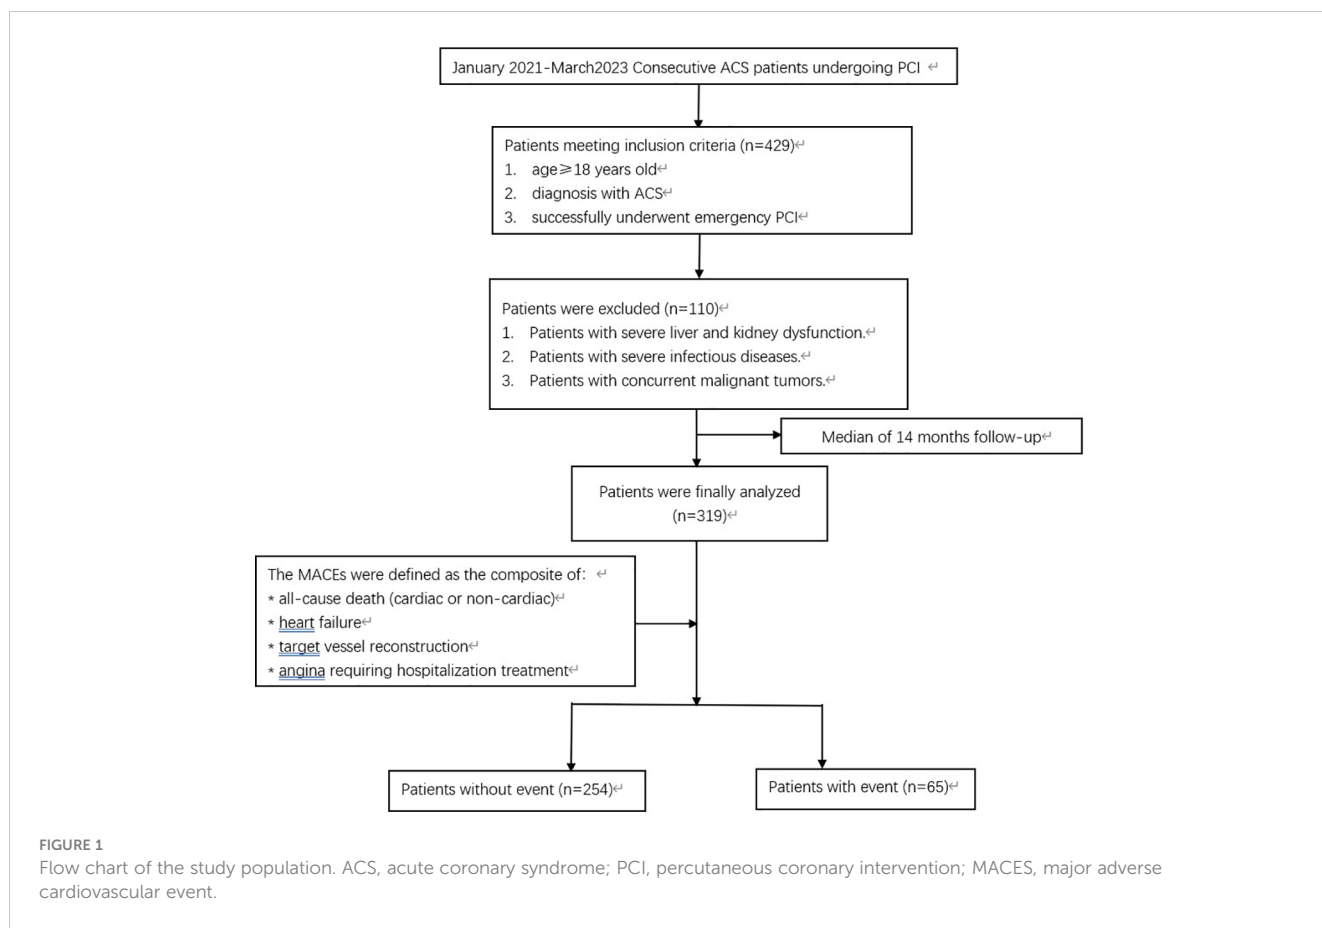 January 2021-March2023 Consecutive ACS patients undergoing PCI ↵
Patients meeting inclusion criteria (n=429)↵
1. age≥18 years old↵
2. diagnosis with ACS↵
3. successfully underwent emergency PCI↵
Patients were excluded (n=110)↵
1. Patients with severe liver and kidney dysfunction.↵
2. Patients with severe infectious diseases.↵
3. Patients with concurrent malignant tumors.↵
Median of 14 months follow-up↵
Patients were finally analyzed
(n=319)↵
The MACEs were defined as the composite of: ↵
* all-cause death (cardiac or non-cardiac)↵
* heart failure↵
* target vessel reconstruction↵
* angina requiring hospitalization treatment↵
Patients without event (n=254)↵
Patients with event (n=65)↵
FIGURE 1
Flow chart of the study population. ACS, acute coronary syndrome; PCI, percutaneous coronary intervention; MACES, major adverse
cardiovascular event.